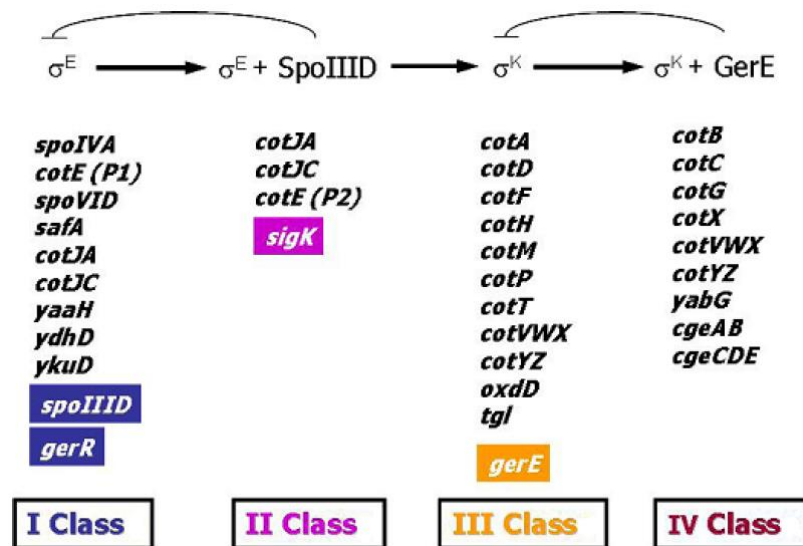 σE σE + SpoIIID σK σK + GerE
spoIVA
cotE (P1)
spoVID
safA
cotJA
cotJC
yaaH
ydhD
ykuD
spoIIID
gerR
cotJA
cotJC
cotE (P2)
sigK
cotA
cotD
cotF
cotH
cotM
cotP
cotT
cotVWX
cotYZ
oxdD
tgl
gerE
cotB
cotC
cotG
cotX
cotVWX
cotYZ
yabG
cgeAB
cgeCDE
I Class
II Class
III Class
IV Class